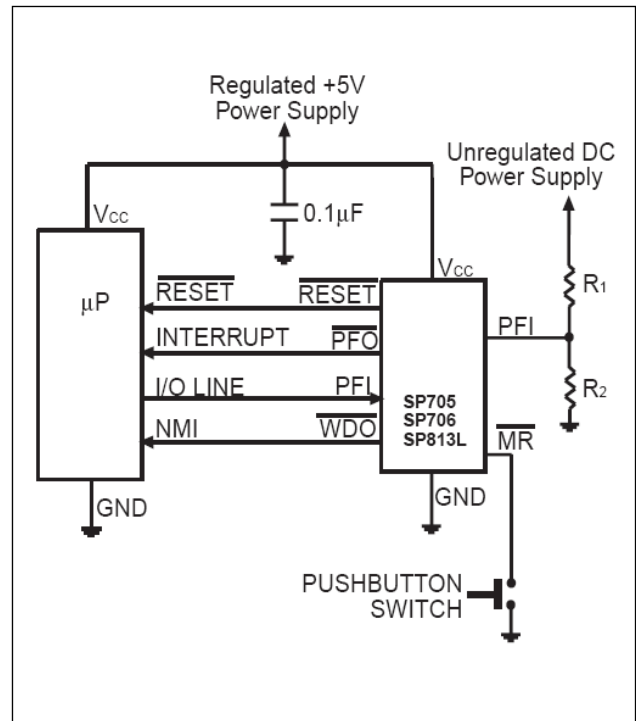 Regulated +5V
Power Supply
Unregulated DC
Power Supply
0.1µF
VCC
VCC
µP
R1
RESET
RESET
PFI
INTERRUPT
PFO
I/O LINE
PFI
R2
SP705
SP706
SP813L
NMI
WDO
MR
GND
GND
PUSHBUTTON
SWITCH